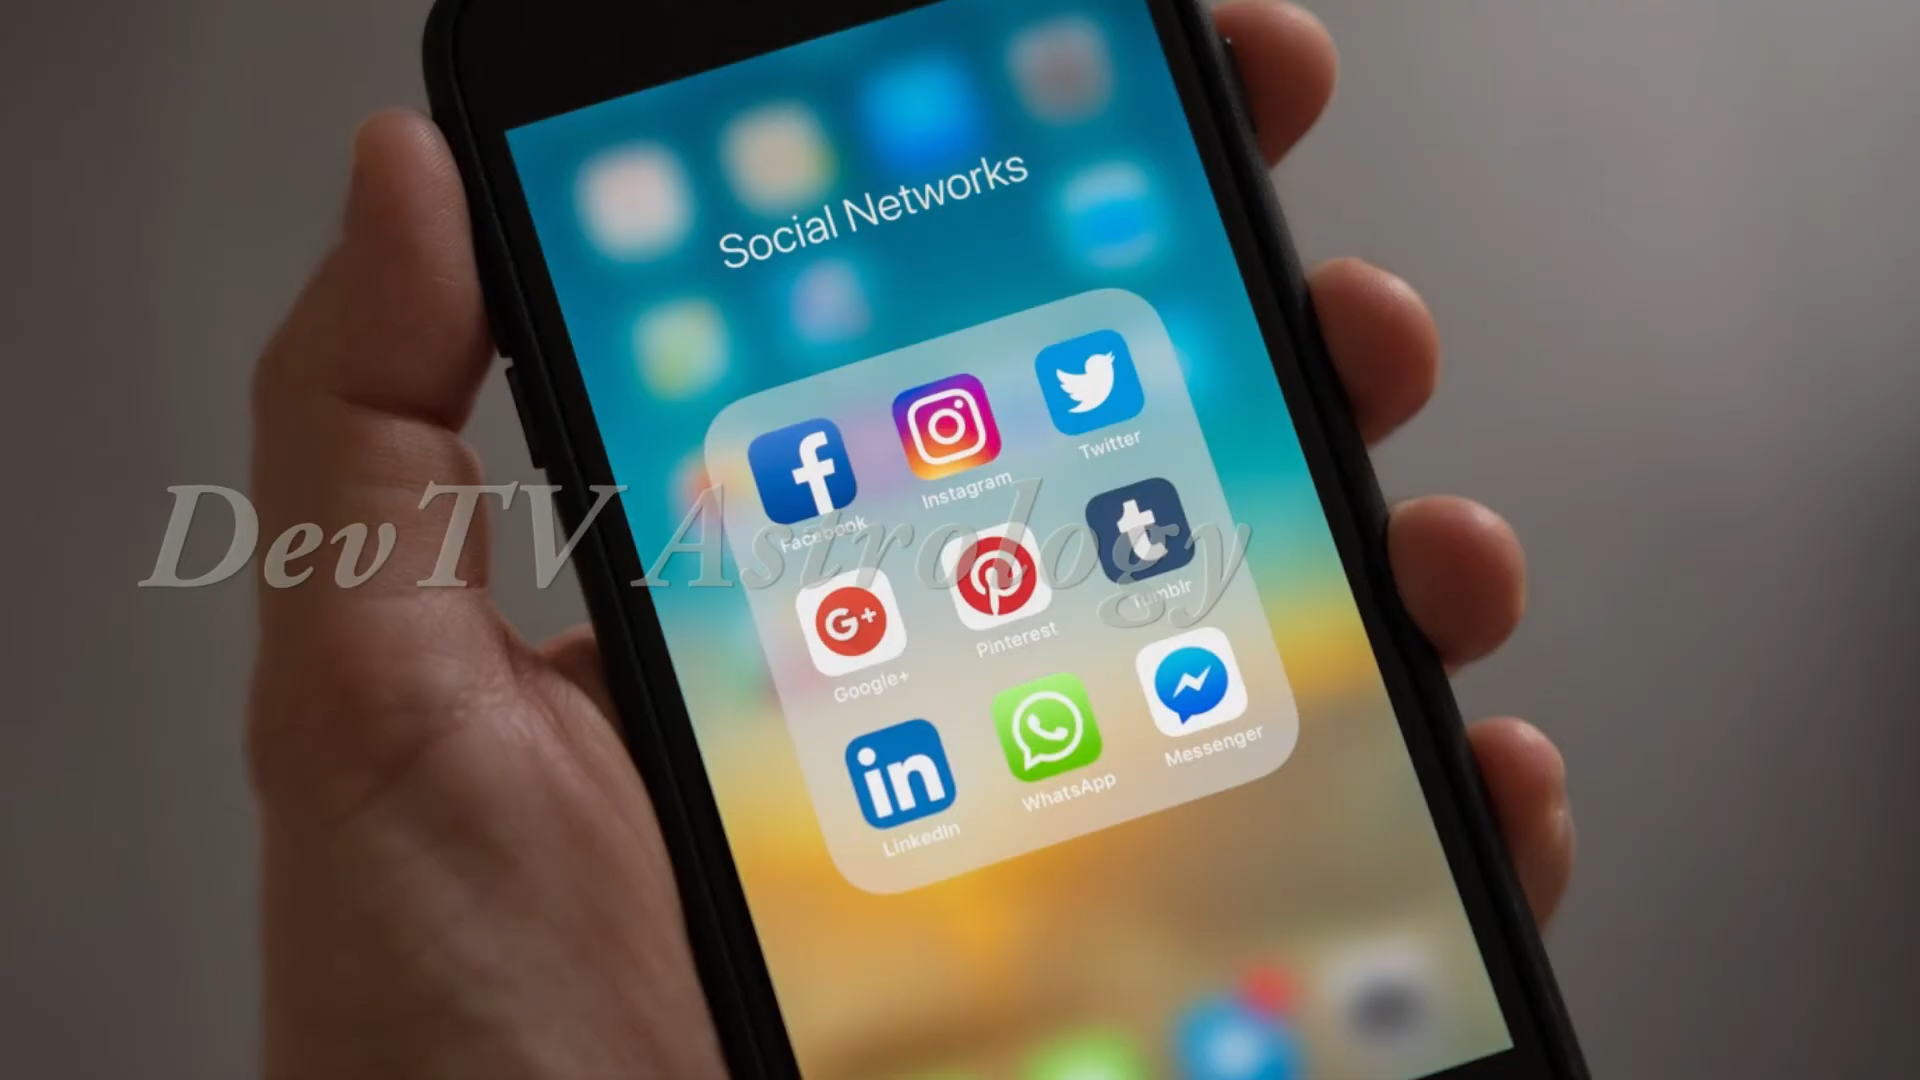 Social Networks
Facebook
Instagram
Twitter
Google+
Pinterest
Tumblr
LinkedIn
WhatsApp
Messenger
DevTV Astrology